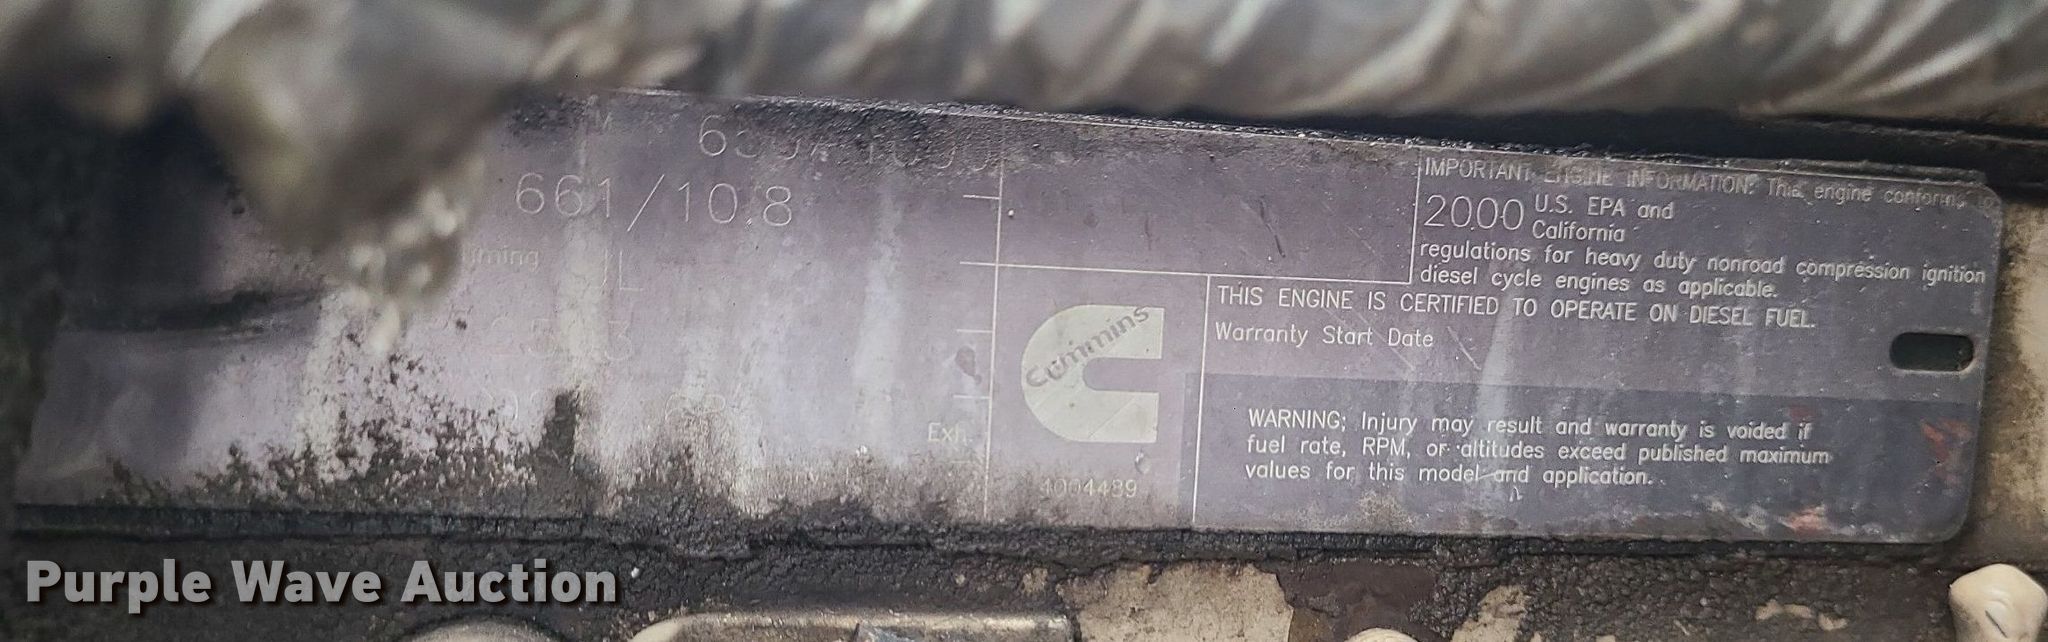 661/10.8
Timing
Exh.
Cummins
4004439
IMPORTANT ENGINE INFORMATION: This engine conforms to
2000 U.S. EPA and
California
regulations for heavy duty nonroad compression ignition
diesel cycle engines as applicable.
THIS ENGINE IS CERTIFIED TO OPERATE ON DIESEL FUEL.
Warranty Start Date
WARNING; Injury may result and warranty is voided if
fuel rate, RPM, or altitudes exceed published maximum
values for this model and application.
Purple Wave Auction